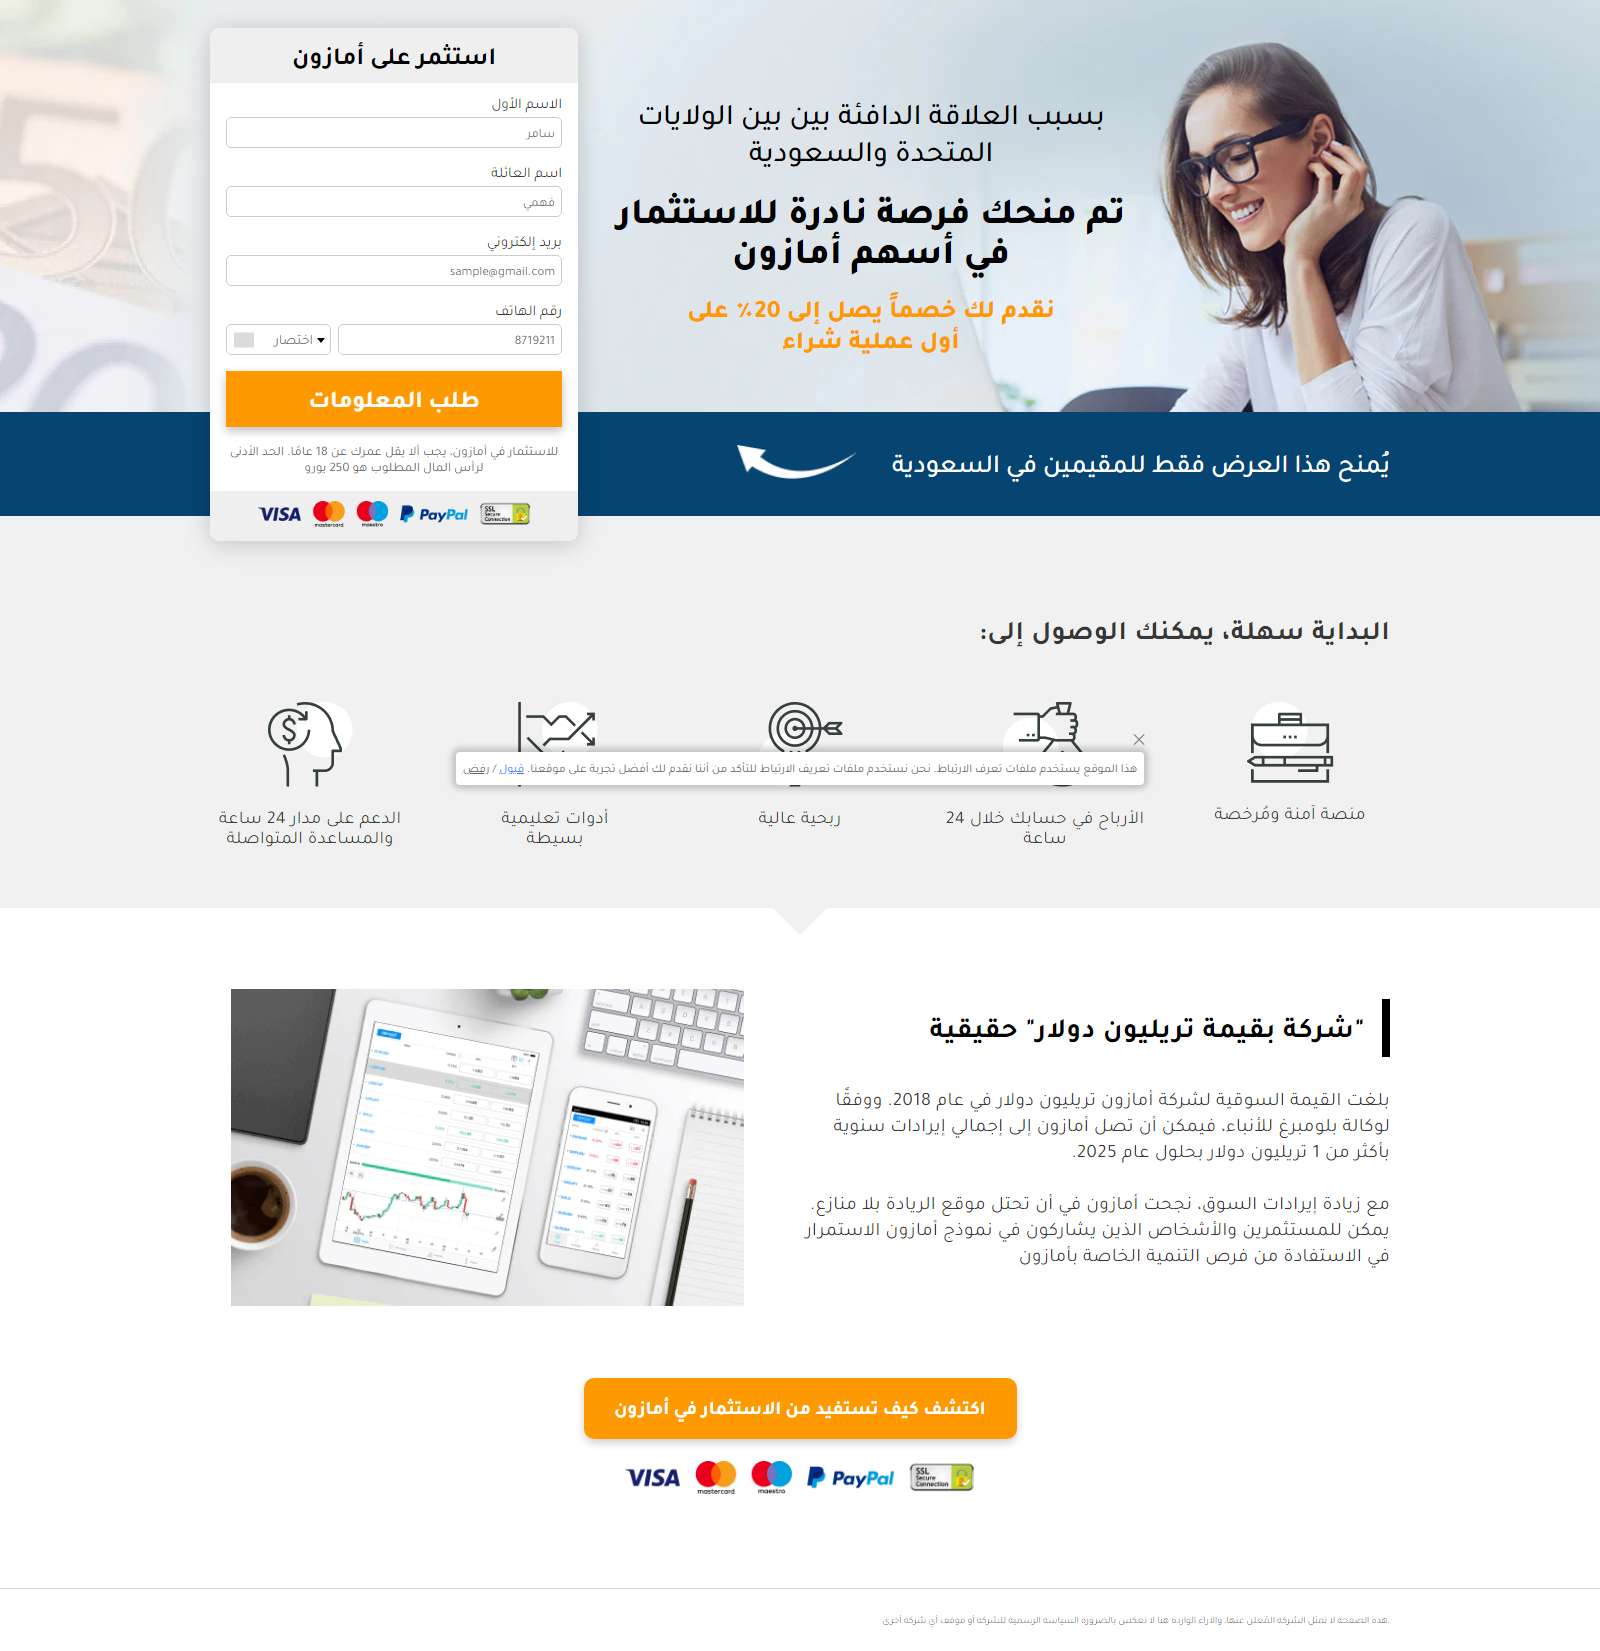 استثمر على أمازون
الاسم الأول
سامر
اسم العائلة
فهمي
بريد إلكتروني
sample@gmail.com
رقم الهاتف
8719211
اختصار
طلب المعلومات
للاستثمار في أمازون، يجب ألا يقل عمرك عن 18 عامًا. الحد الأدنى
لرأس المال المطلوب هو 250 يورو
VISA mastercard maestro PayPal SSL Secure Connection
بسبب العلاقة الدافئة بين بين الولايات
المتحدة والسعودية
تم منحك فرصة نادرة للاستثمار
في أسهم أمازون
نقدم لك خصماً يصل إلى 20٪ على
أول عملية شراء
يُمنح هذا العرض فقط للمقيمين في السعودية
البداية سهلة، يمكنك الوصول إلى:
هذا الموقع يستخدم ملفات تعرف الارتباط. نحن نستخدم ملفات تعريف الارتباط للتأكد من أننا نقدم لك أفضل تجربة على موقعنا. قبول / رفض
منصة آمنة ومُرخصة
الأرباح في حسابك خلال 24
ساعة
ربحية عالية
أدوات تعليمية
بسيطة
الدعم على مدار 24 ساعة
والمساعدة المتواصلة
"شركة بقيمة تريليون دولار" حقيقية
بلغت القيمة السوقية لشركة أمازون تريليون دولار في عام 2018. ووفقًا
لوكالة بلومبرغ للأنباء، فيمكن أن تصل أمازون إلى إجمالي إيرادات سنوية
بأكثر من 1 تريليون دولار بحلول عام 2025.
مع زيادة إيرادات السوق، نجحت أمازون في أن تحتل موقع الريادة بلا منازع.
يمكن للمستثمرين والأشخاص الذين يشاركون في نموذج أمازون الاستمرار
في الاستفادة من فرص التنمية الخاصة بأمازون
اكتشف كيف تستفيد من الاستثمار في أمازون
VISA mastercard maestro PayPal SSL Secure Connection
هذه الصفحة لا تمثل الشركة المُعلن عنها، والآراء الواردة هنا لا تعكس بالضرورة السياسة الرسمية للشركة أو موقف أي شركة أخرى.